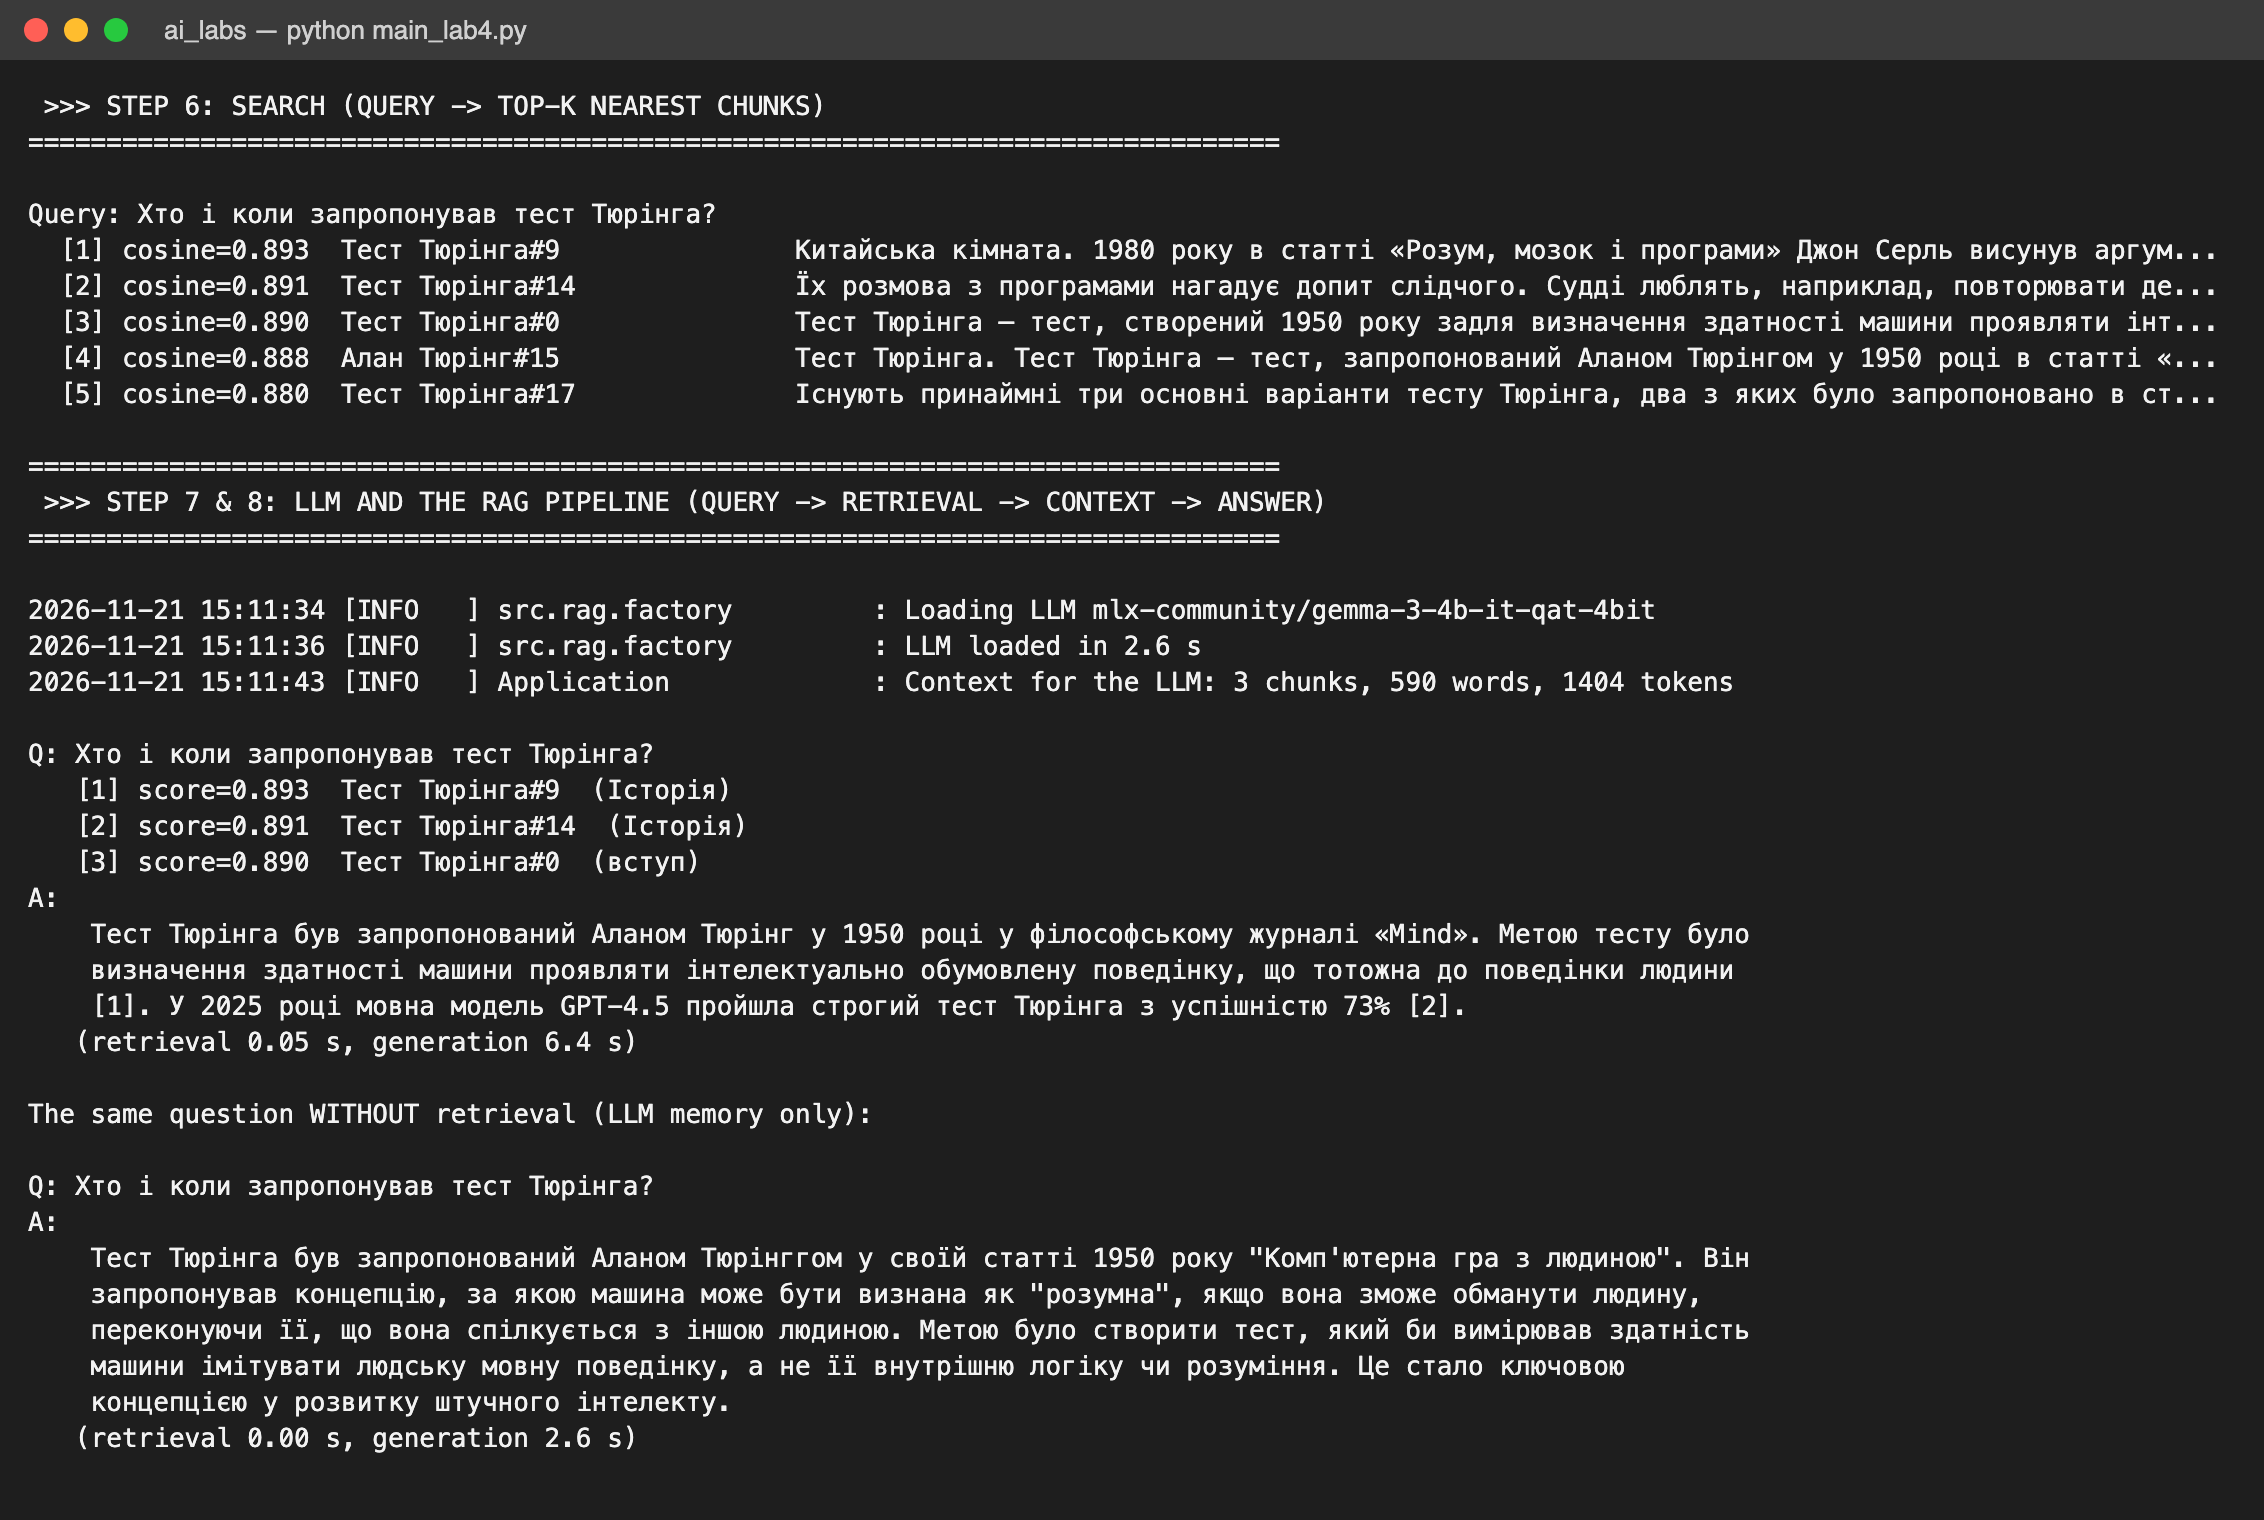 ai_labs — python main_lab4.py
>>> STEP 6: SEARCH (QUERY -> TOP-K NEAREST CHUNKS)
================================================================================
Query: Хто і коли запропонував тест Тюрінга?
[1] cosine=0.893  Тест Тюрінга#9               Китайська кімната. 1980 року в статті «Розум, мозок і програми» Джон Серль висунув аргум...
[2] cosine=0.891  Тест Тюрінга#14              Їх розмова з програмами нагадує допит слідчого. Судді люблять, наприклад, повторювати де...
[3] cosine=0.890  Тест Тюрінга#0               Тест Тюрінга — тест, створений 1950 року задля визначення здатності машини проявляти інт...
[4] cosine=0.888  Алан Тюрінг#15               Тест Тюрінга. Тест Тюрінга — тест, запропонований Аланом Тюрінгом у 1950 році в статті «...
[5] cosine=0.880  Тест Тюрінга#17              Існують принаймні три основні варіанти тесту Тюрінга, два з яких було запропоновано в ст...
================================================================================
>>> STEP 7 & 8: LLM AND THE RAG PIPELINE (QUERY -> RETRIEVAL -> CONTEXT -> ANSWER)
================================================================================
2026-11-21 15:11:34 [INFO   ] src.rag.factory         : Loading LLM mlx-community/gemma-3-4b-it-qat-4bit
2026-11-21 15:11:36 [INFO   ] src.rag.factory         : LLM loaded in 2.6 s
2026-11-21 15:11:43 [INFO   ] Application             : Context for the LLM: 3 chunks, 590 words, 1404 tokens
Q: Хто і коли запропонував тест Тюрінга?
[1] score=0.893  Тест Тюрінга#9  (Історія)
[2] score=0.891  Тест Тюрінга#14  (Історія)
[3] score=0.890  Тест Тюрінга#0  (вступ)
A:
Тест Тюрінга був запропонований Аланом Тюрінг у 1950 році у філософському журналі «Mind». Метою тесту було
визначення здатності машини проявляти інтелектуально обумовлену поведінку, що тотожна до поведінки людини
[1]. У 2025 році мовна модель GPT-4.5 пройшла строгий тест Тюрінга з успішністю 73% [2].
(retrieval 0.05 s, generation 6.4 s)
The same question WITHOUT retrieval (LLM memory only):
Q: Хто і коли запропонував тест Тюрінга?
A:
Тест Тюрінга був запропонований Аланом Тюрінггом у своїй статті 1950 року "Комп'ютерна гра з людиною". Він
запропонував концепцію, за якою машина може бути визнана як "розумна", якщо вона зможе обманути людину,
переконуючи її, що вона спілкується з іншою людиною. Метою було створити тест, який би вимірював здатність
машини імітувати людську мовну поведінку, а не її внутрішню логіку чи розуміння. Це стало ключовою
концепцією у розвитку штучного інтелекту.
(retrieval 0.00 s, generation 2.6 s)